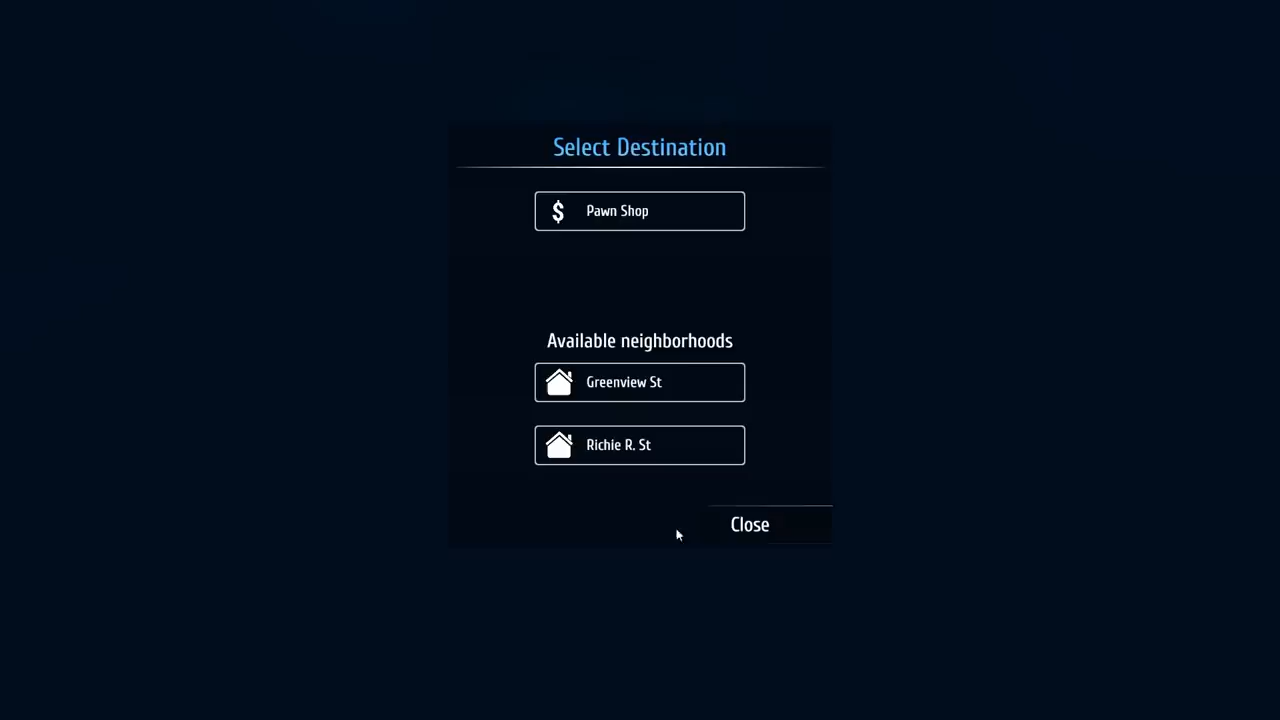 Select Destination
$ Pawn Shop
Available neighborhoods
Greenview St
Richie R. St
Close